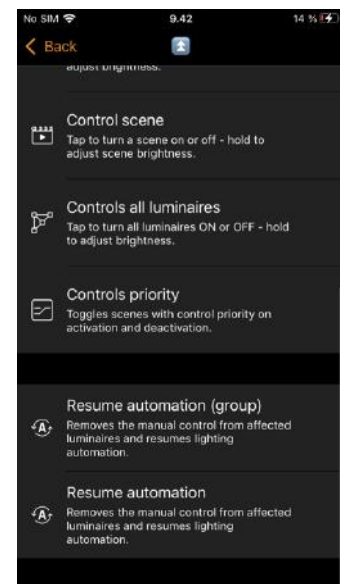 No SIM 9.42 14 %
Back
adjust brightness.
Control scene
Tap to turn a scene on or off - hold to
adjust scene brightness.
Controls all luminaires
Tap to turn all luminaires ON or OFF - hold
to adjust brightness.
Controls priority
Toggles scenes with control priority on
activation and deactivation.
Resume automation (group)
Removes the manual control from affected
luminaires and resumes lighting
automation.
Resume automation
Removes the manual control from affected
luminaires and resumes lighting
automation.